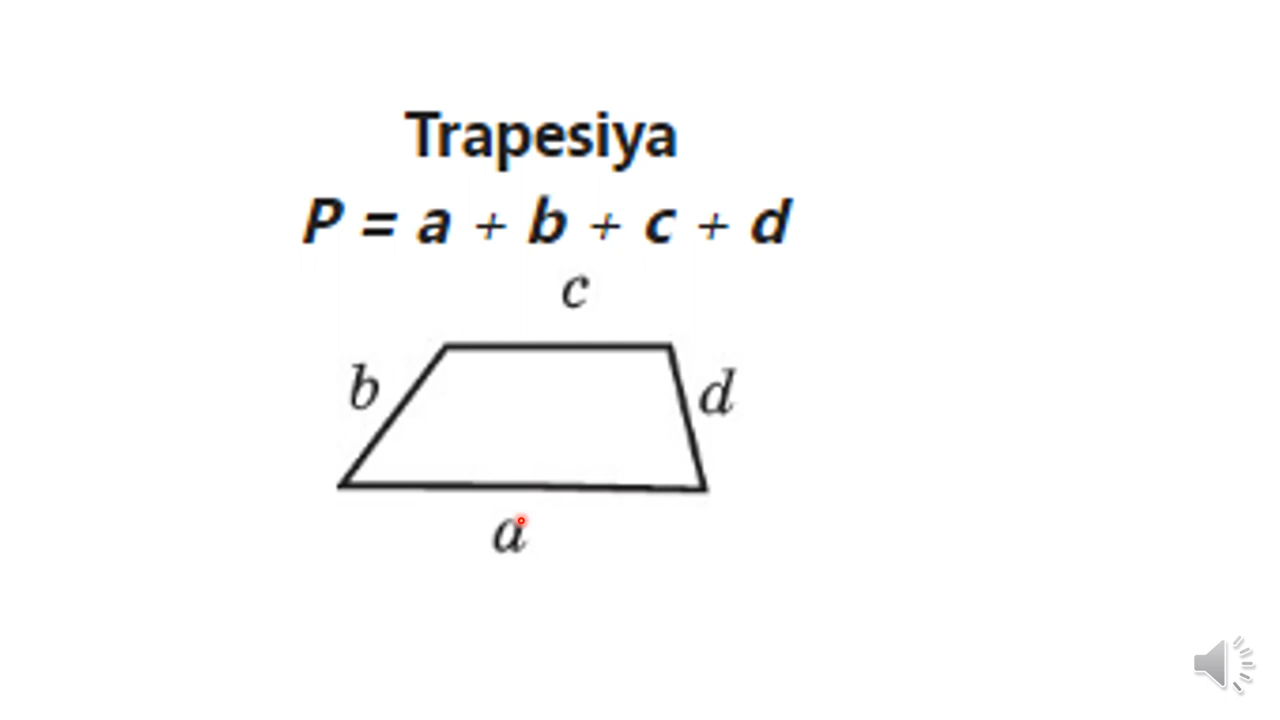 Trapesiya
P = a + b + c + d
c
b
d
a